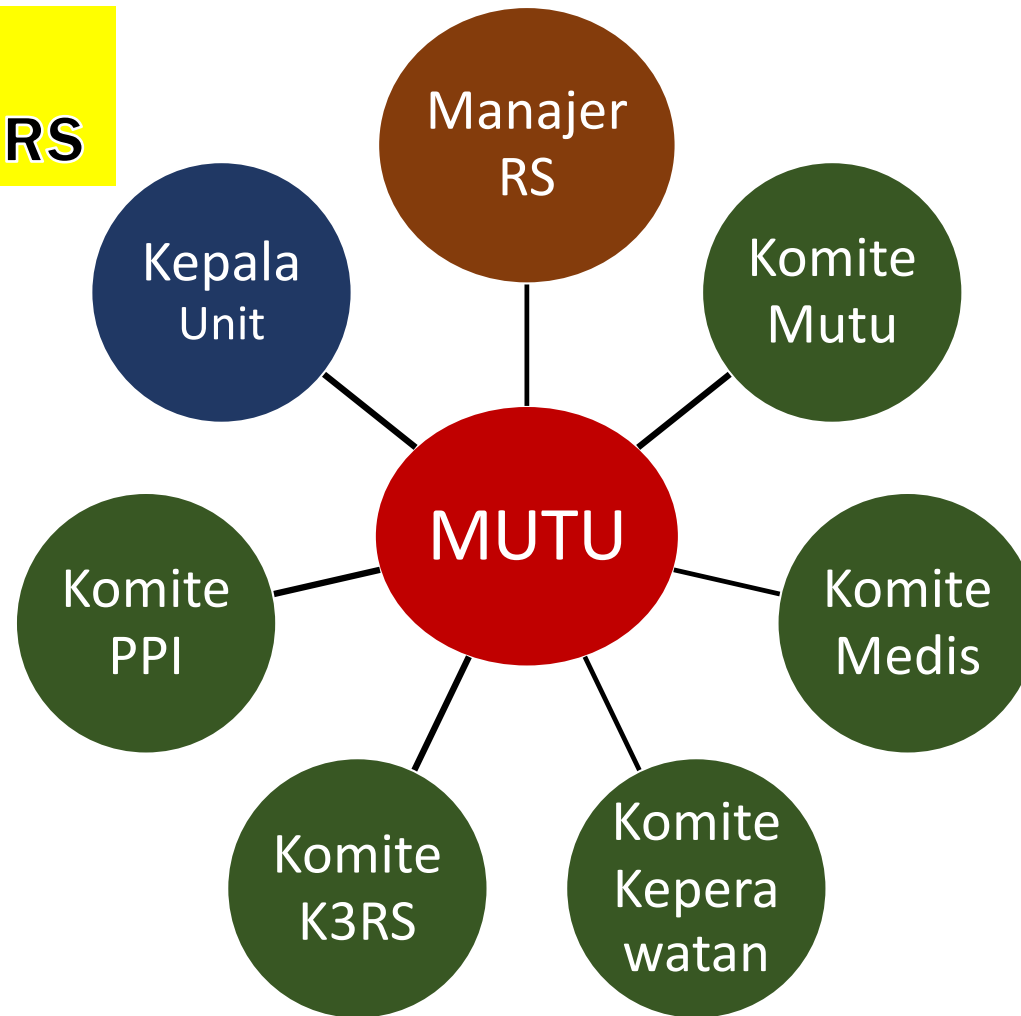 RS
Manajer
RS
Kepala
Unit
Komite
Mutu
MUTU
Komite
PPI
Komite
Medis
Komite
K3RS
Komite
Kepera
watan